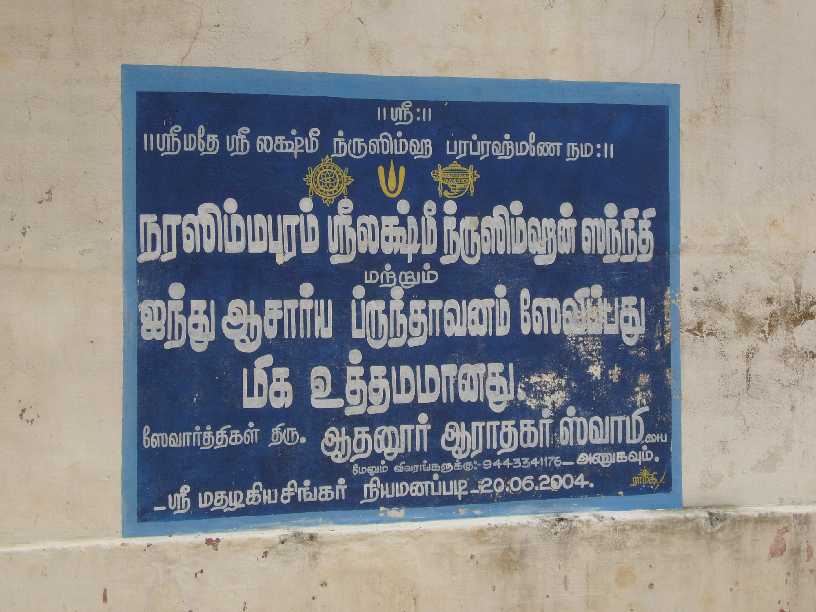 ॥ஸ்ரீ:॥
॥ஸ்ரீமதே ஸ்ரீ லக்ஷ்மீ ந்ருஸிம்ஹ பரப்ரஹ்மணே நம:॥
நரஸிம்மபுரம் ஸ்ரீலக்ஷ்மீ ந்ருஸிம்ஹன் ஸந்நிதி
மற்றும்
ஐந்து ஆசார்ய ப்ருந்தாவனம் ஸேவிப்பது
மிக உத்தமமானது.
ஸேவார்த்திகள் திரு. ஆதனூர் ஆராதகர் ஸ்வாமியை
மேலும் விவரங்களுக்கு:-9443341176-அணுகவும்.
-ஸ்ரீ மதழகியசிங்கர் நியமனப்படி-20.06.2004.
ராம்கி